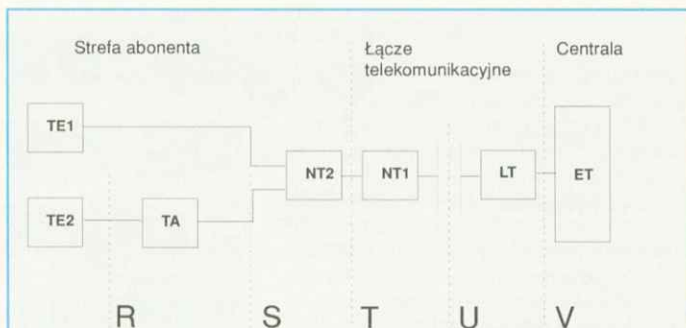 Strefa abonenta
Łącze
telekomunikacyjne
Centrala
TE1
NT2
NT1
LT
ET
TE2
TA
R S T U V